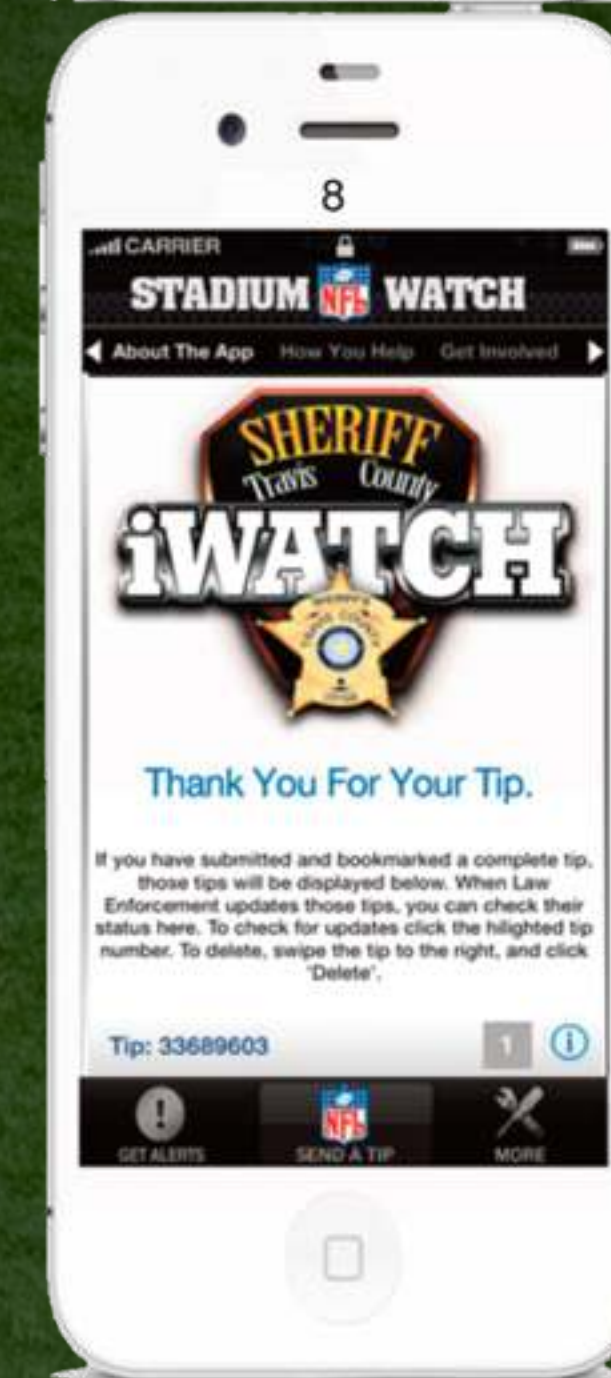 8
CARRIER
STADIUM NFL WATCH
About The App How You Help Get Involved
SHERIFF
Travis County
iWATCH
SHERIFF'S
Thank You For Your Tip.
If you have submitted and bookmarked a complete tip,
those tips will be displayed below. When Law
Enforcement updates those tips, you can check their
status here. To check for updates click the hilighted tip
number. To delete, swipe the tip to the right, and click
'Delete'.
Tip: 33689603 1 i
! NFL
GET ALERTS SEND A TIP MORE